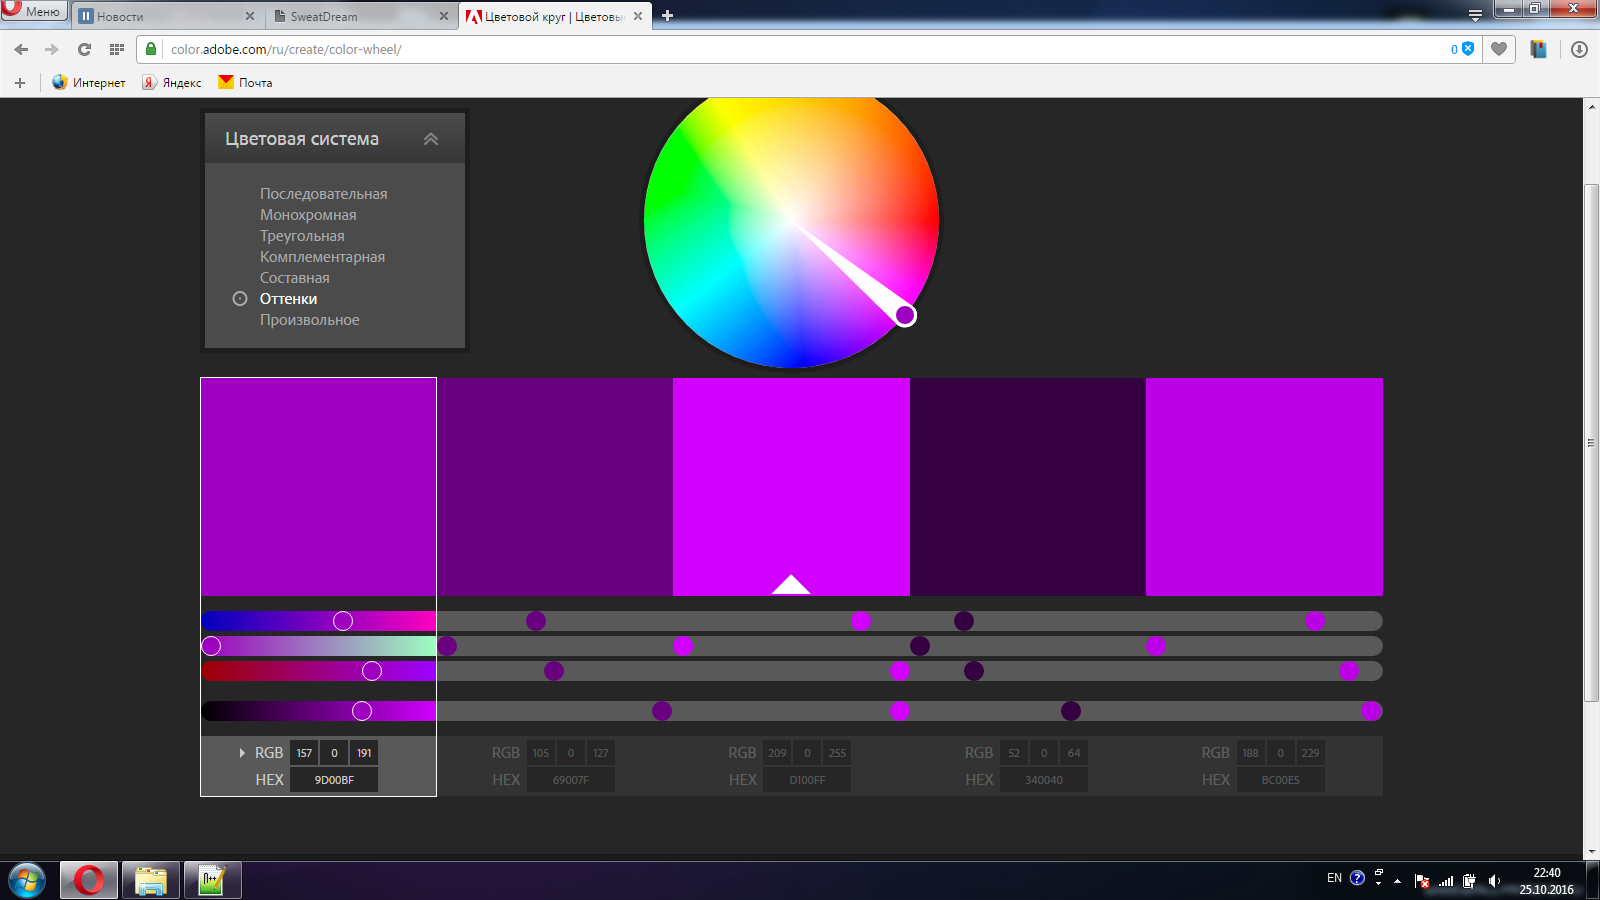 Меню
Новости
SweatDream
Цветовой круг | Цветовые
color.adobe.com/ru/create/color-wheel/
0
Интернет
Я
Яндекс
Почта
Цветовая система
Последовательная
Монохромная
Треугольная
Комплементарная
Составная
Оттенки
Произвольное
RGB 157 0 191
HEX 9D00BF
RGB 105 0 127
HEX 69007F
RGB 209 0 255
HEX D100FF
RGB 52 0 64
HEX 340040
RGB 188 0 229
HEX BC00E5
EN
22:40
25.10.2016